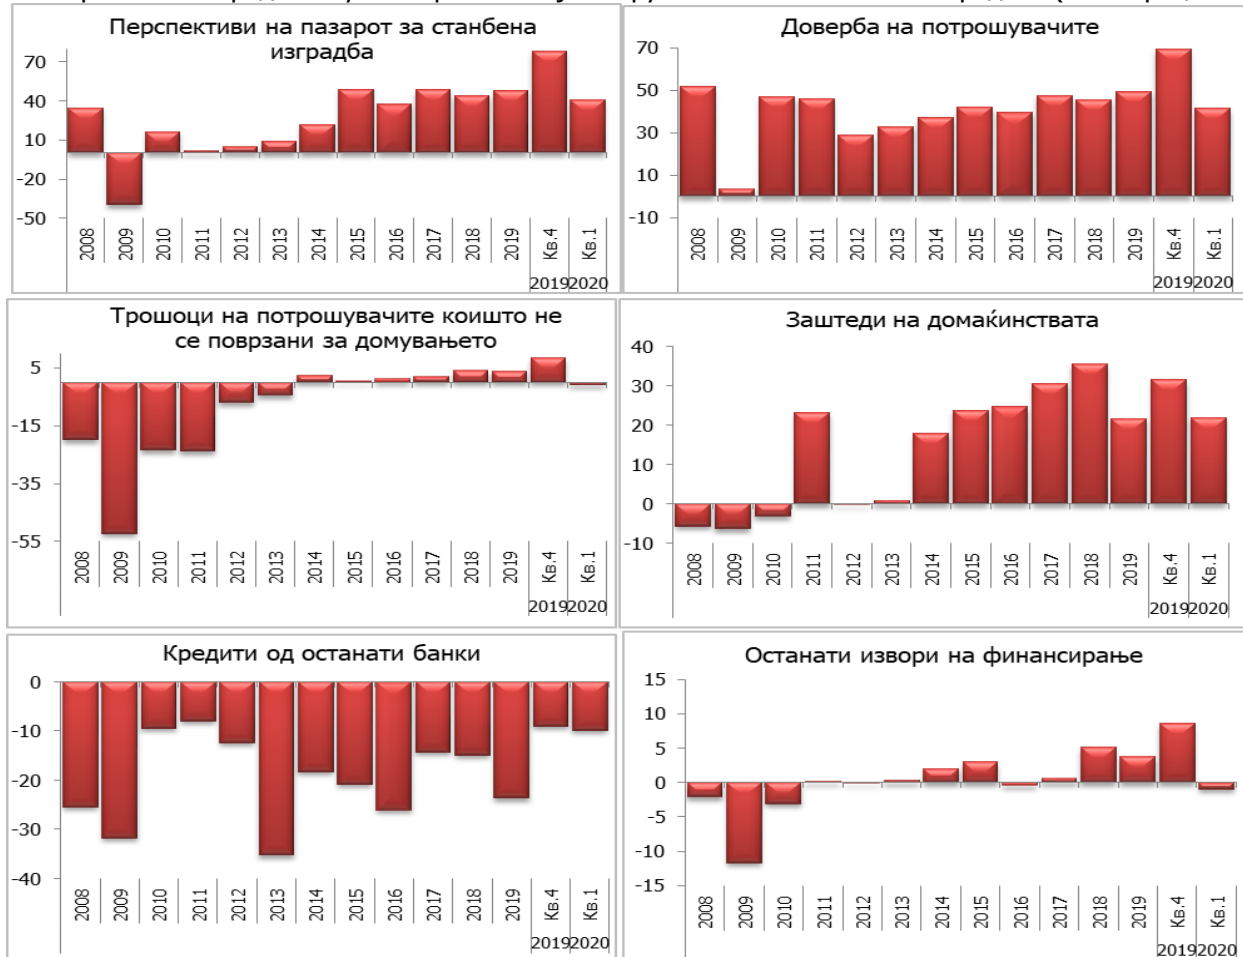 Перспективи на пазарот за станбена
изградба
70
40
10
-20
-50
2008 2009 2010 2011 2012 2013 2014 2015 2016 2017 2018 2019 Кв.4 Кв.1
2019 2020
Доверба на потрошувачите
70
50
30
10
-10
2008 2009 2010 2011 2012 2013 2014 2015 2016 2017 2018 2019 Кв.4 Кв.1
2019 2020
Трошоци на потрошувачите коишто не
се поврзани за домувањето
5
-15
-35
-55
2008 2009 2010 2011 2012 2013 2014 2015 2016 2017 2018 2019 Кв.4 Кв.1
2019 2020
Заштеди на домаќинствата
40
30
20
10
0
-10
2008 2009 2010 2011 2012 2013 2014 2015 2016 2017 2018 2019 Кв.4 Кв.1
2019 2020
Кредити од останати банки
0
-10
-20
-30
-40
2008 2009 2010 2011 2012 2013 2014 2015 2016 2017 2018 2019 Кв.4 Кв.1
2019 2020
Останати извори на финансирање
15
10
5
0
-5
-10
-15
2008 2009 2010 2011 2012 2013 2014 2015 2016 2017 2018 2019 Кв.4 Кв.1
2019 2020